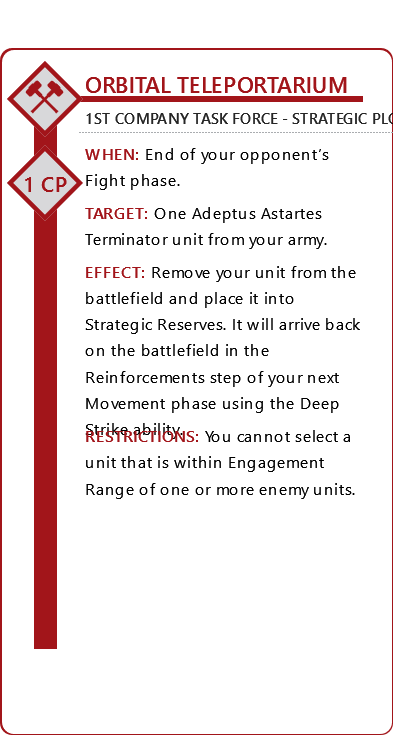 ORBITAL TELEPORTARIUM
1ST COMPANY TASK FORCE - STRATEGIC PLO
1 CP
WHEN: End of your opponent's
Fight phase.
TARGET: One Adeptus Astartes
Terminator unit from your army.
EFFECT: Remove your unit from the
battlefield and place it into
Strategic Reserves. It will arrive back
on the battlefield in the
Reinforcements step of your next
Movement phase using the Deep
Strike ability.
RESTRICTIONS: You cannot select a
unit that is within Engagement
Range of one or more enemy units.